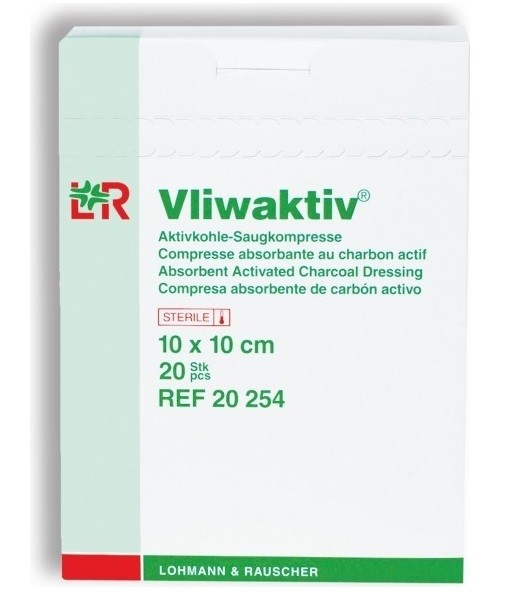 L&R
Vliwaktiv®
Aktivkohle-Saugkompresse
Compresse absorbante au charbon actif
Absorbent Activated Charcoal Dressing
Compresa absorbente de carbón activo
STERILE
10 x 10 cm
20 Stk pcs
REF 20 254
LOHMANN & RAUSCHER